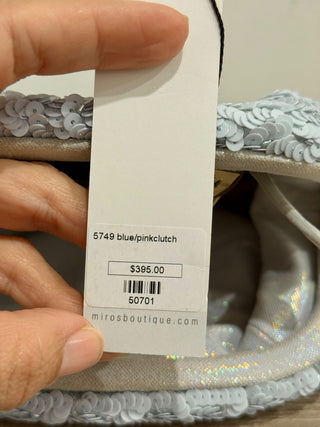 5749 blue/pinkclutch
$395.00
50701
mirosboutique.com